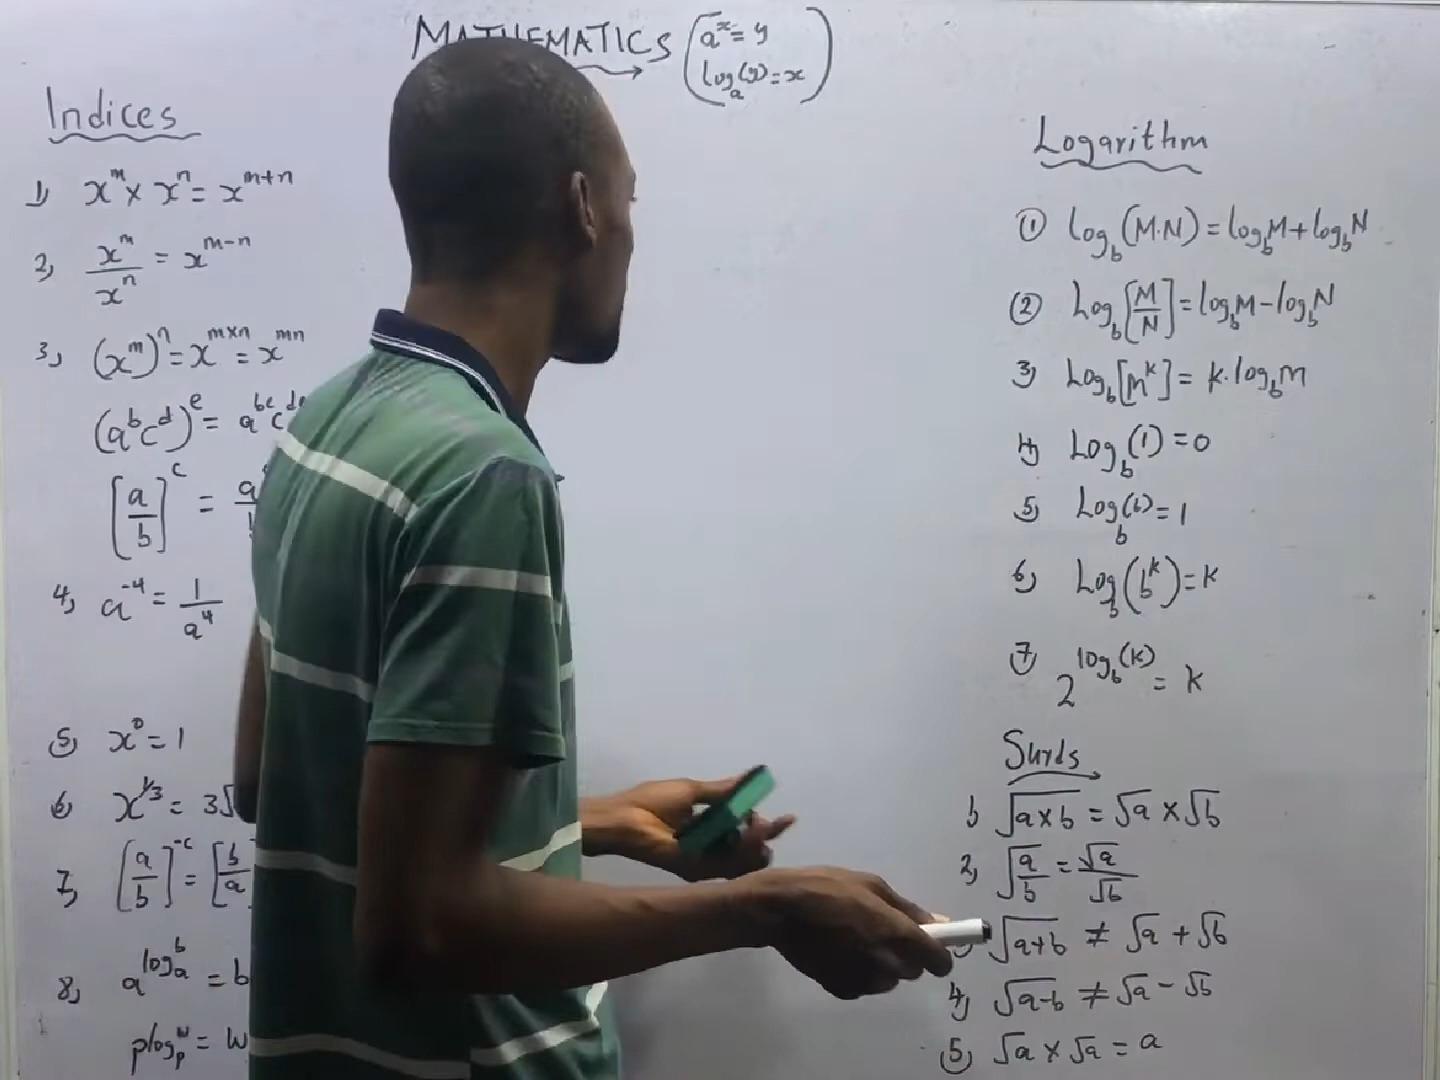 MATHEMATICS
a^x = y
log_a(y) = x
Indices
1) x^m × x^n = x^{m+n}
2) x^m/x^n = x^{m-n}
3) (x^m)^n = x^{m×n} = x^{mn}
(a^b c^d)^e = a^{be} c^{de}
[a/b]^c = a
4) a^{-4} = 1/a^4
5) x^0 = 1
6) x^{1/3} = 3√
7) [a/b]^{-c} = [b/a
8) a^{log_a b} = b
plog_p^w = w
Logarithm
① log_b(M·N) = log_b M + log_b N
② Log_b[M/N] = log_b M − log_b N
3) Log_b[m^k] = k·log_b m
4) Log_b(1) = 0
5) Log_b(b) = 1
6) Log_b(b^k) = k
7) 2^{log_b(k)} = k
Surds
1) √(a×b) = √a × √b
2) √(a/b) = √a/√b
√(a+b) ≠ √a + √b
4) √(a-b) ≠ √a − √b
5) √a × √a = a